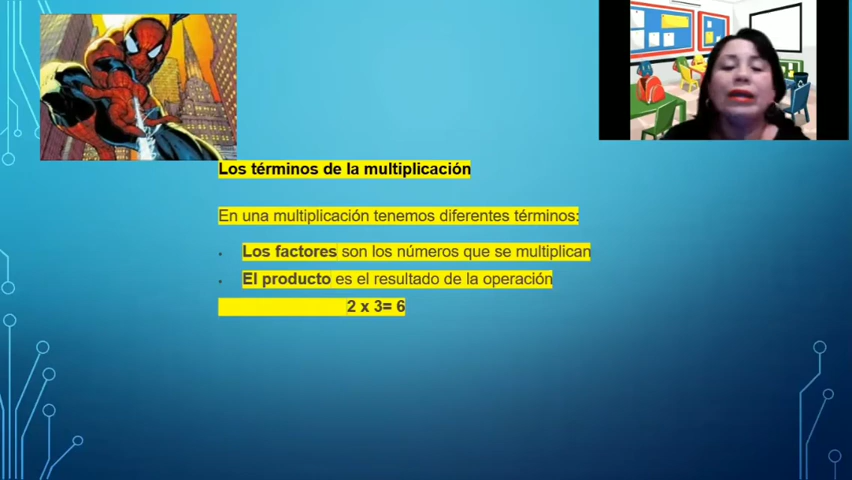 Los términos de la multiplicación
En una multiplicación tenemos diferentes términos:
Los factores son los números que se multiplican
El producto es el resultado de la operación
2 x 3= 6